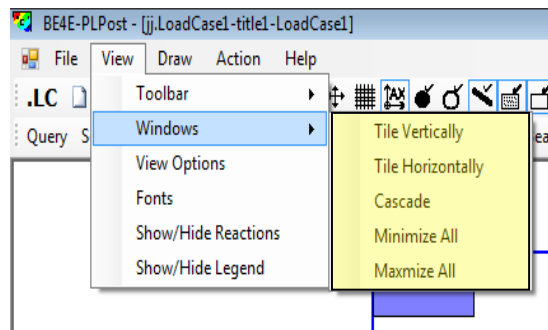 BE4E-PLPost - [jj.LoadCase1-title1-LoadCase1]
File View Draw Action Help
.LC
Toolbar
Query
Windows
Tile Vertically
View Options
Tile Horizontally
Fonts
Cascade
Show/Hide Reactions
Minimize All
Show/Hide Legend
Maxmize All